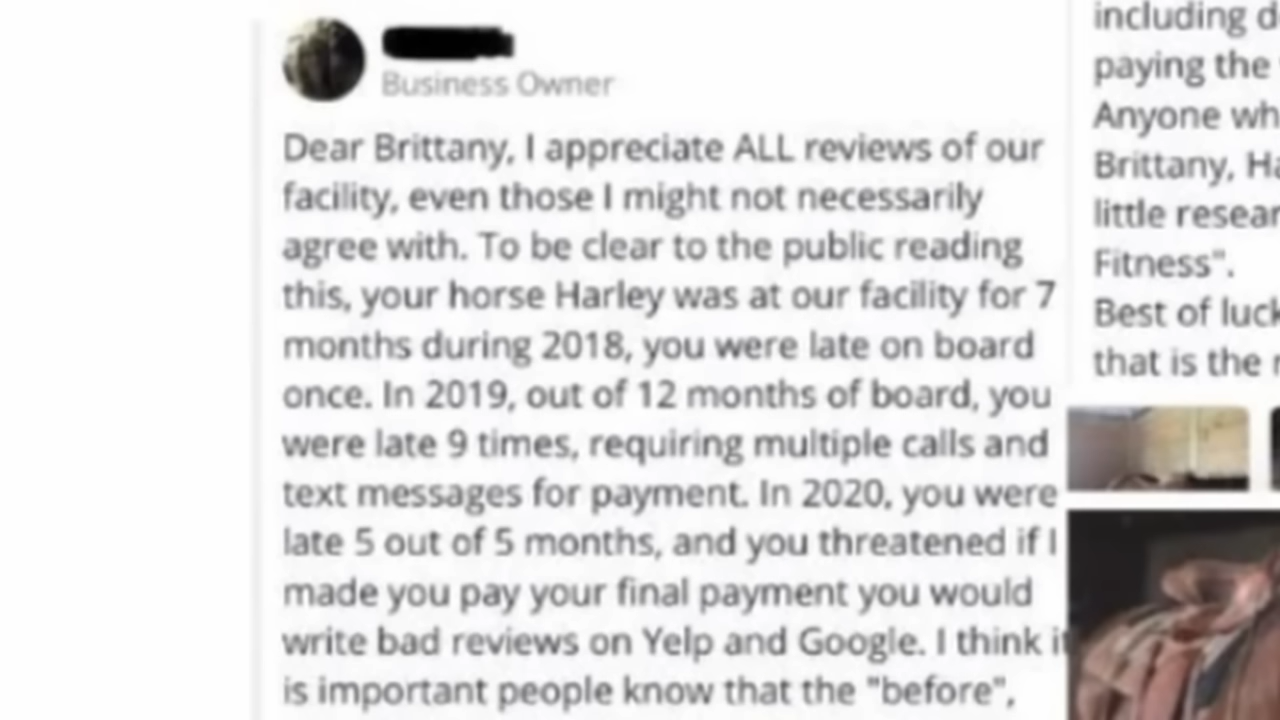 Business Owner
Dear Brittany, I appreciate ALL reviews of our
facility, even those I might not necessarily
agree with. To be clear to the public reading
this, your horse Harley was at our facility for 7
months during 2018, you were late on board
once. In 2019, out of 12 months of board, you
were late 9 times, requiring multiple calls and
text messages for payment. In 2020, you were
late 5 out of 5 months, and you threatened if I
made you pay your final payment you would
write bad reviews on Yelp and Google. I think it
is important people know that the "before",
including
paying the
Anyone
Brittany,
little
Fitness".
Best of
that is the